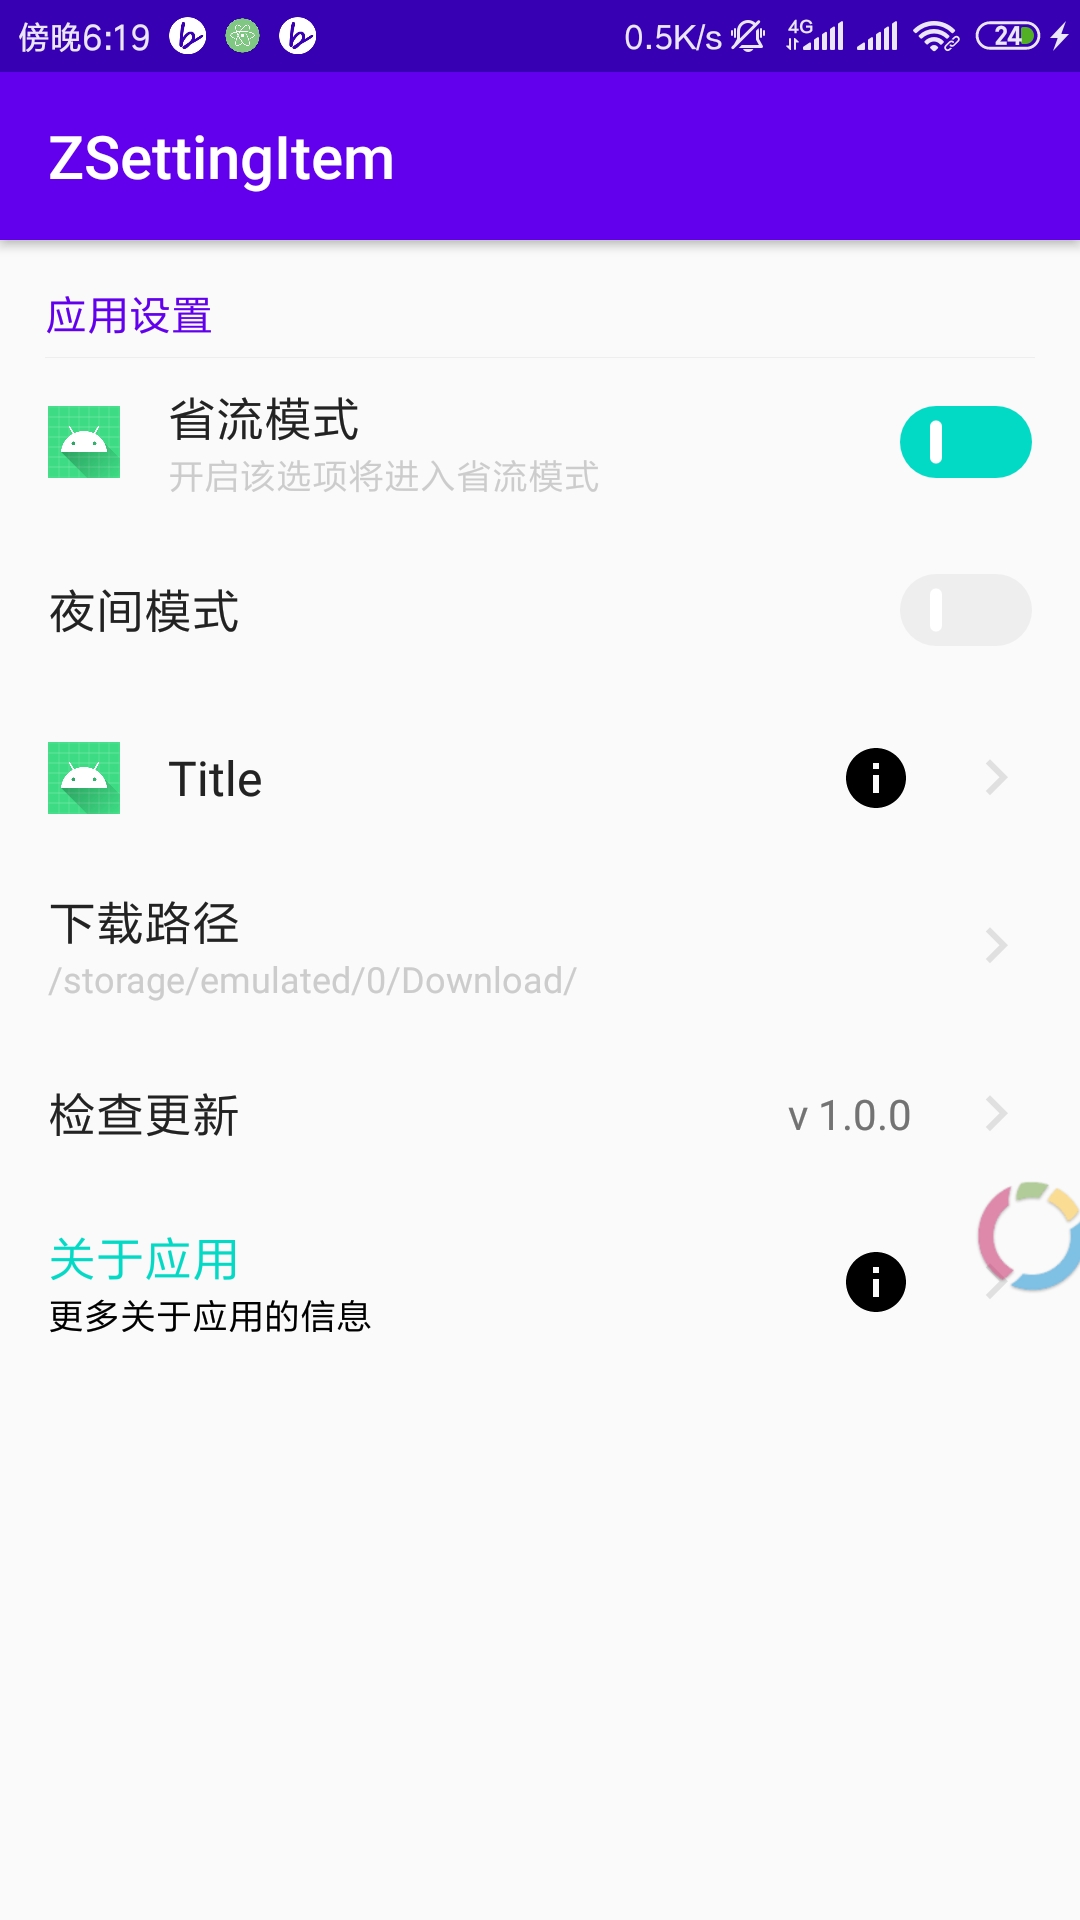 傍晚6:19 0.5K/s 4G 24
ZSettingItem
应用设置
省流模式
开启该选项将进入省流模式
夜间模式
Title
下载路径
/storage/emulated/0/Download/
检查更新 v 1.0.0
关于应用
更多关于应用的信息